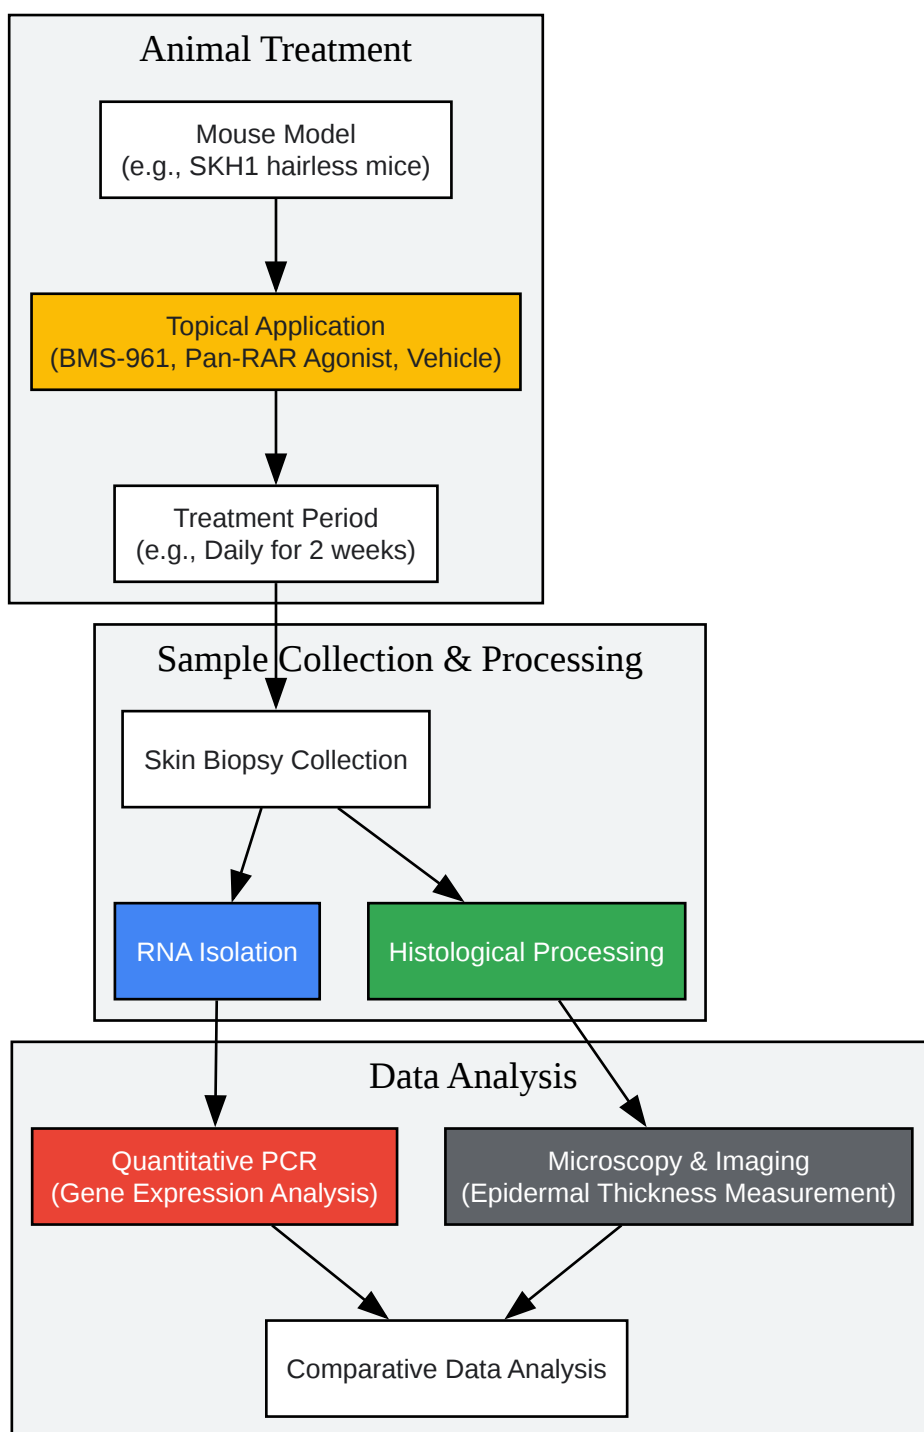 Animal Treatment
Mouse Model
(e.g., SKH1 hairless mice)
Topical Application
(BMS-961, Pan-RAR Agonist, Vehicle)
Treatment Period
(e.g., Daily for 2 weeks)
Sample Collection & Processing
Skin Biopsy Collection
RNA Isolation
Histological Processing
Data Analysis
Quantitative PCR
(Gene Expression Analysis)
Microscopy & Imaging
(Epidermal Thickness Measurement)
Comparative Data Analysis